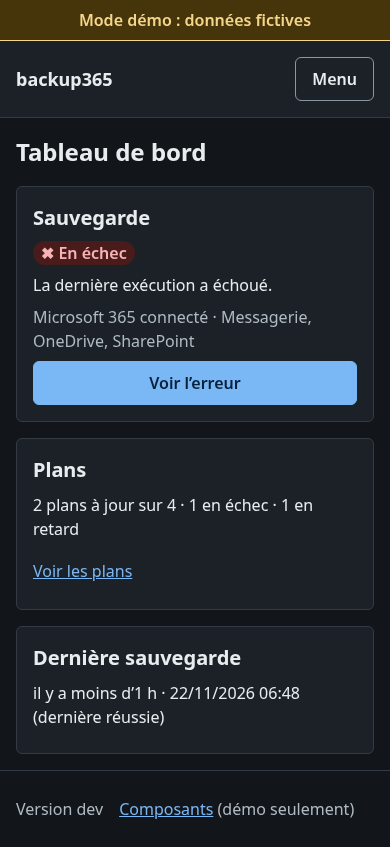 Mode démo : données fictives
backup365
Menu
Tableau de bord
Sauvegarde
✖ En échec
La dernière exécution a échoué.
Microsoft 365 connecté · Messagerie,
OneDrive, SharePoint
Voir l’erreur
Plans
2 plans à jour sur 4 · 1 en échec · 1 en
retard
Voir les plans
Dernière sauvegarde
il y a moins d’1 h · 22/11/2026 06:48
(dernière réussie)
Version dev Composants (démo seulement)